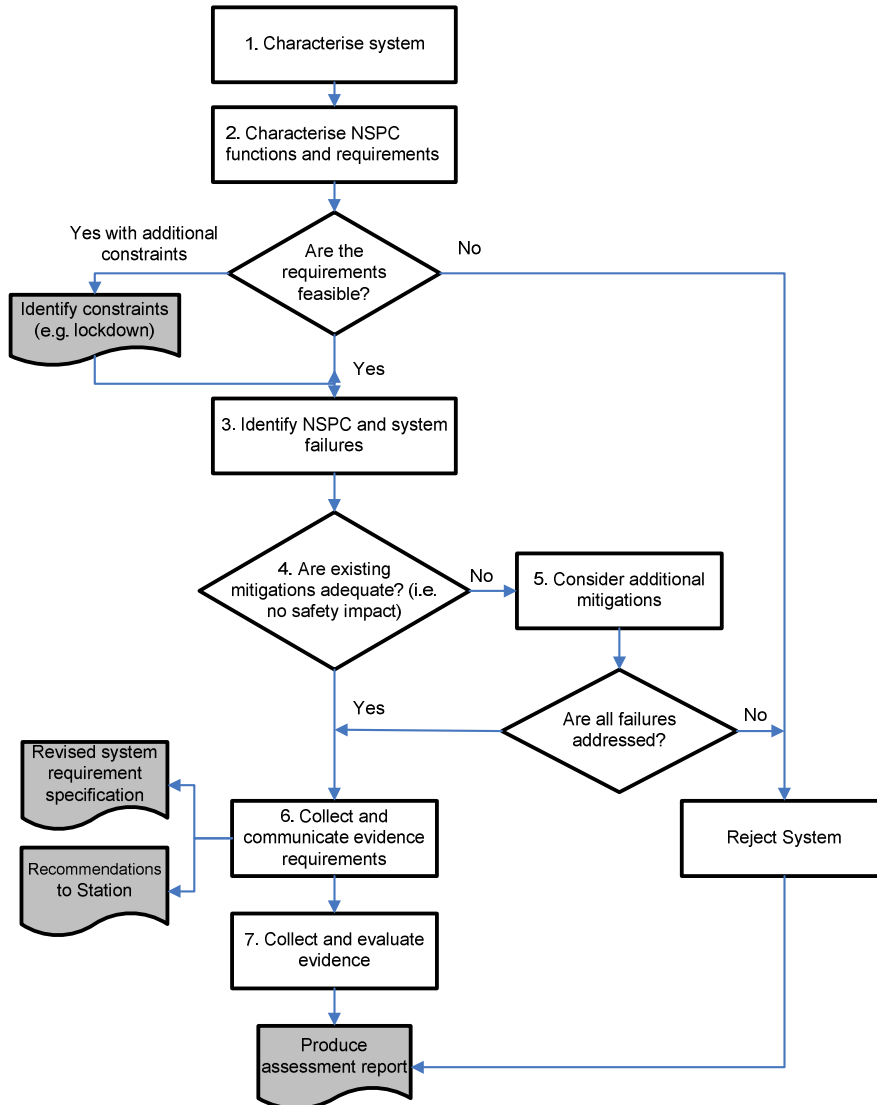 1. Characterise system
2. Characterise NSPC
functions and requirements
Yes with additional
constraints
Are the
requirements
feasible?
No
Identify constraints
(e.g. lockdown)
Yes
3. Identify NSPC and system
failures
4. Are existing
mitigations adequate? (i.e.
no safety impact)
No
5. Consider additional
mitigations
Yes
Are all failures
addressed?
No
Revised system
requirement
specification
6. Collect and
communicate evidence
requirements
Reject System
Recommendations
to Station
7. Collect and evaluate
evidence
Produce
assessment report